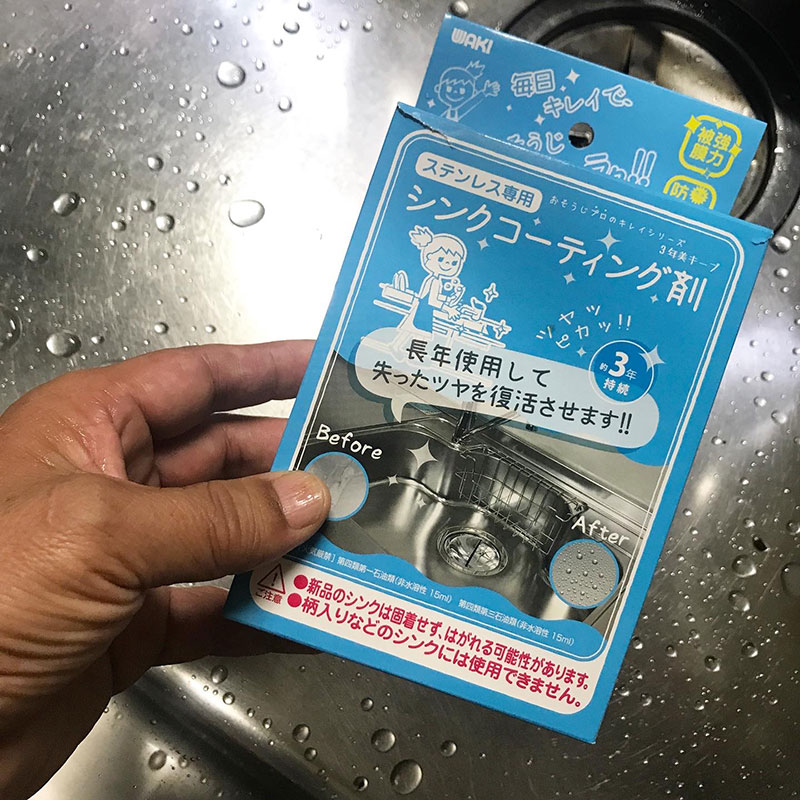 WAKI
毎日
キレイで、
強力
被膜
防
ステンレス専用
おそうじプロのキレイシリーズ
3年美キープ
シンクコーティング剤
ヤッ!!
約3年
持続
長年使用して
失ったツヤを復活させます!!
Before
After
第四類第一石油類(非水溶性 15ml) 第四類第三石油類(非水溶性 15ml)
ご注意
●新品のシンクは固着せず、はがれる可能性があります。
●柄入りなどのシンクには使用できません。